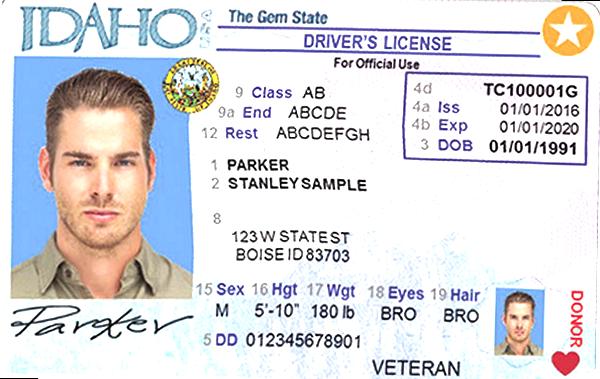 IDAHO USA The Gem State
DRIVER'S LICENSE
For Official Use
9 Class AB
9a End ABCDE
12 Rest ABCDEFGH
4d TC100001G
4a Iss 01/01/2016
4b Exp 01/01/2020
3 DOB 01/01/1991
1 PARKER
2 STANLEY SAMPLE
8
123 W STATE ST
BOISE ID 83703
15 Sex 16 Hgt 17 Wgt 18 Eyes 19 Hair
M 5'-10" 180 lb BRO BRO
5 DD 012345678901
Parker
VETERAN
DONOR